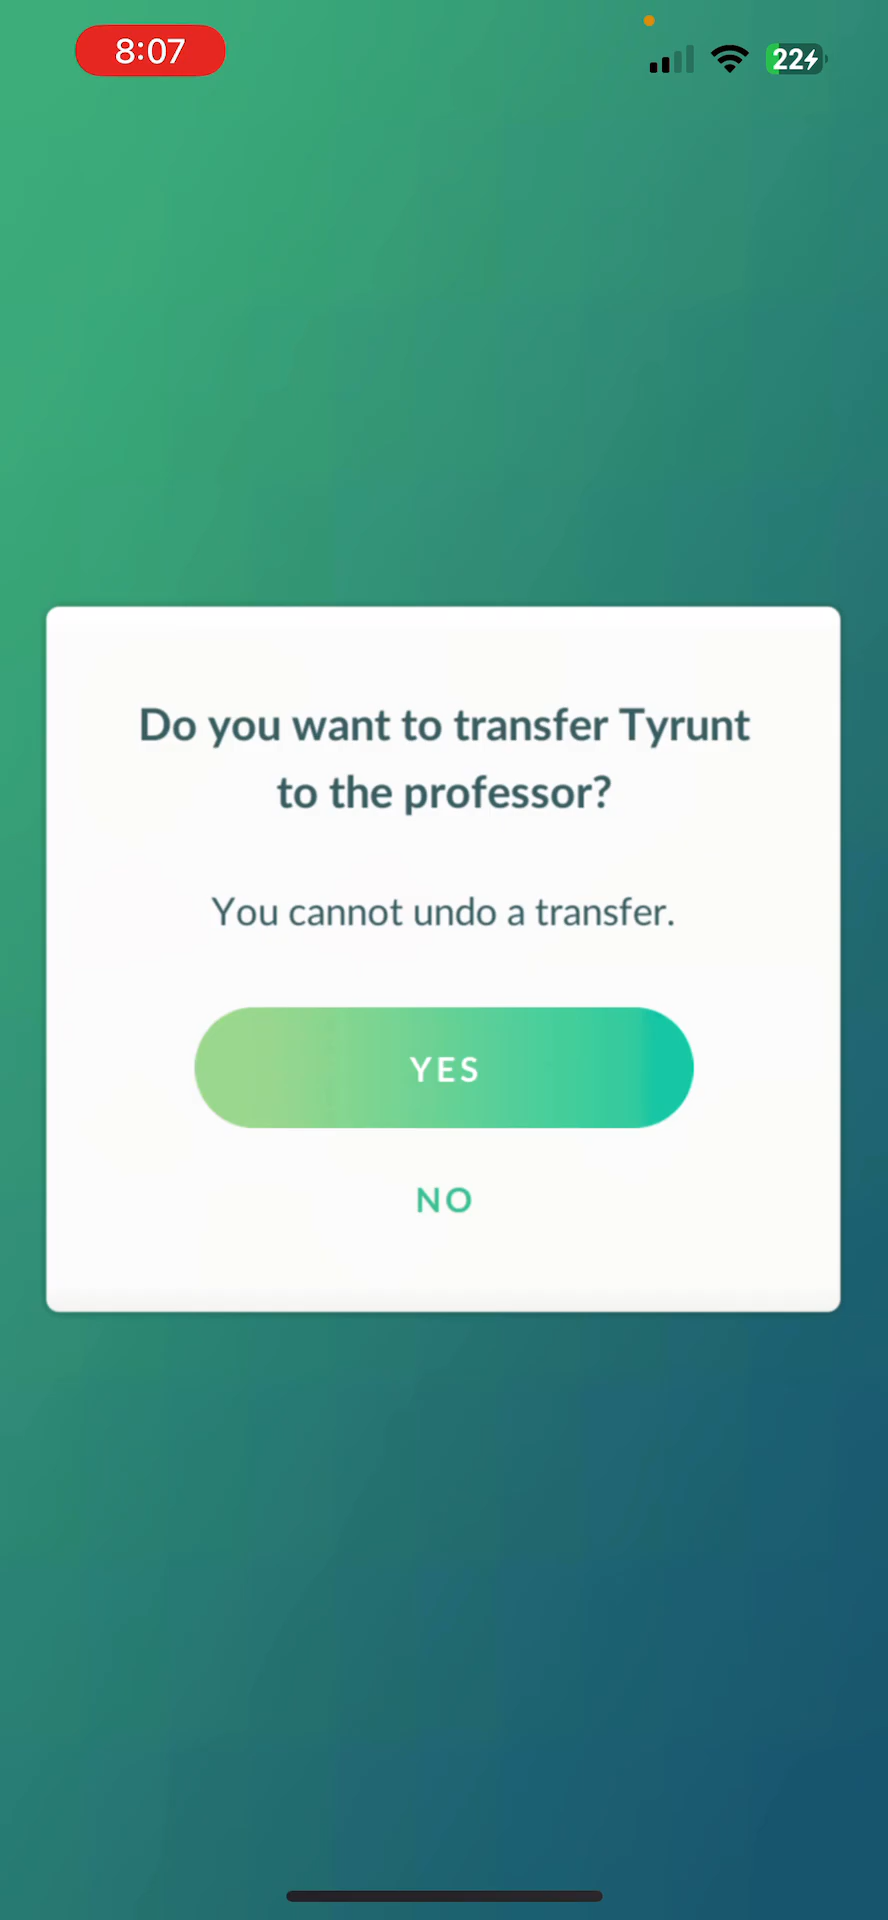 8:07
22
Do you want to transfer Tyrunt
to the professor?
You cannot undo a transfer.
YES
NO